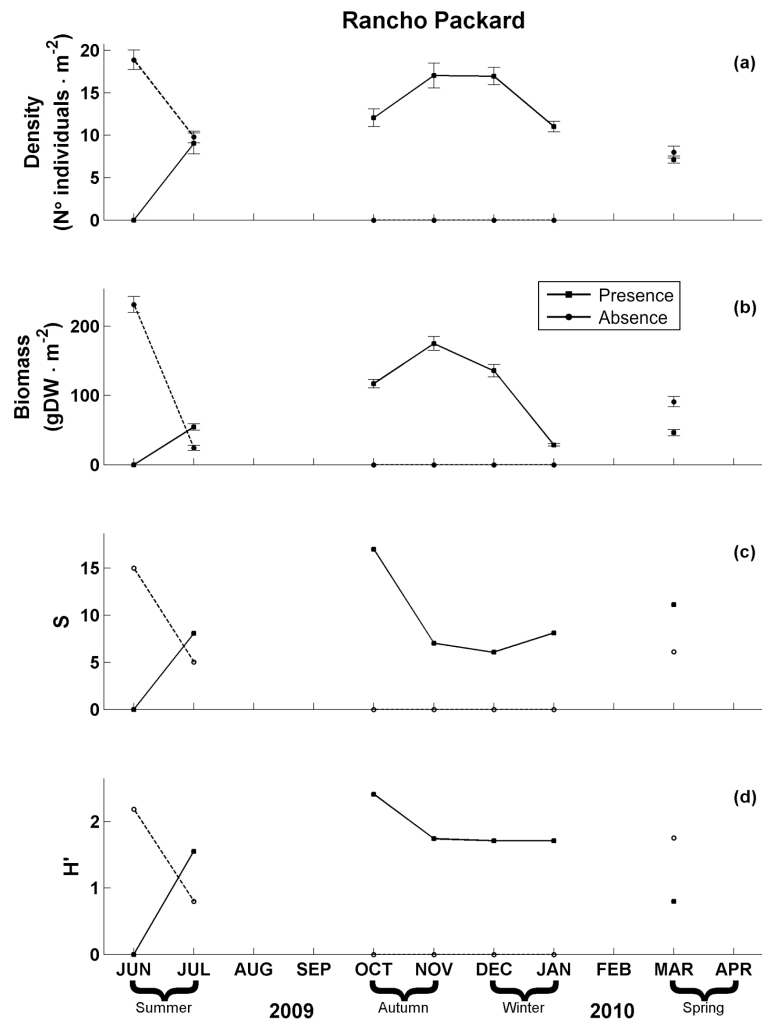 Rancho Packard
(a)
Density
(Nº individuals · m-2)
20
15
10
5
0
(b)
Biomass
(gDW · m-2)
200
100
0
Presence
Absence
(c)
S
15
10
5
0
(d)
H'
2
1
0
JUN JUL AUG SEP OCT NOV DEC JAN FEB MAR APR
Summer 2009 Autumn Winter 2010 Spring